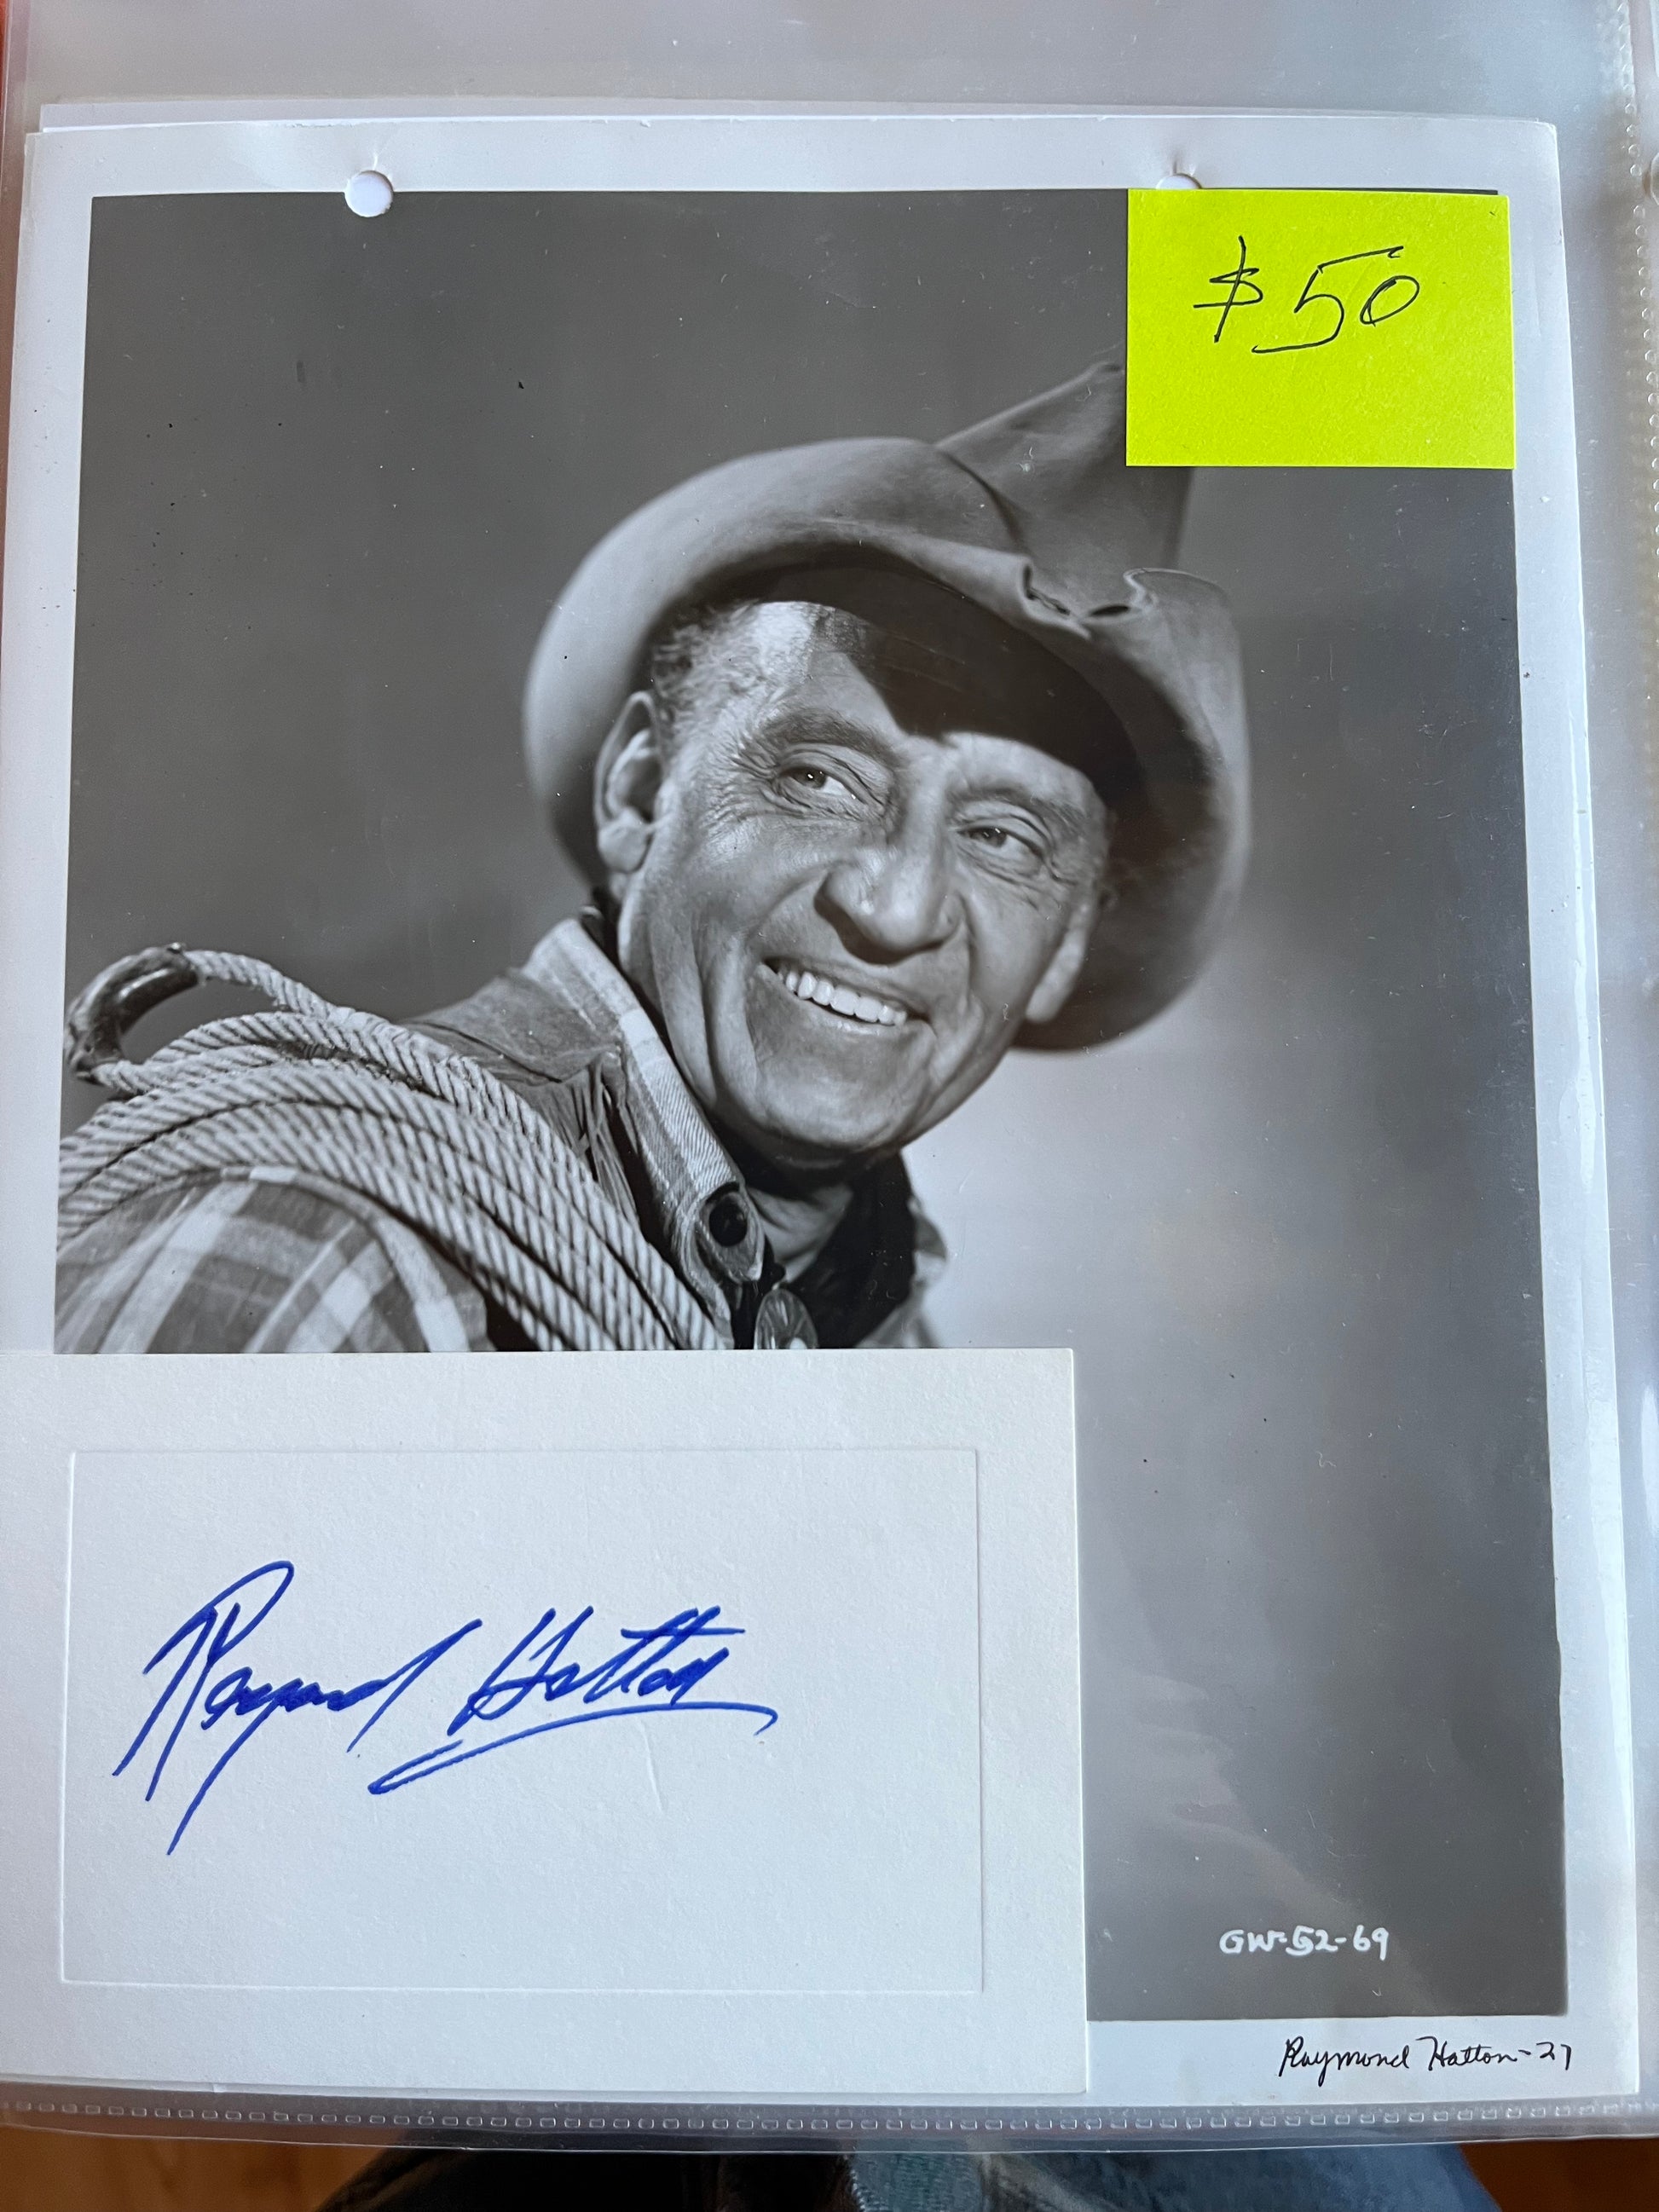 $50
Raymond Hatton
GW-52-69
Raymond Hatton-27